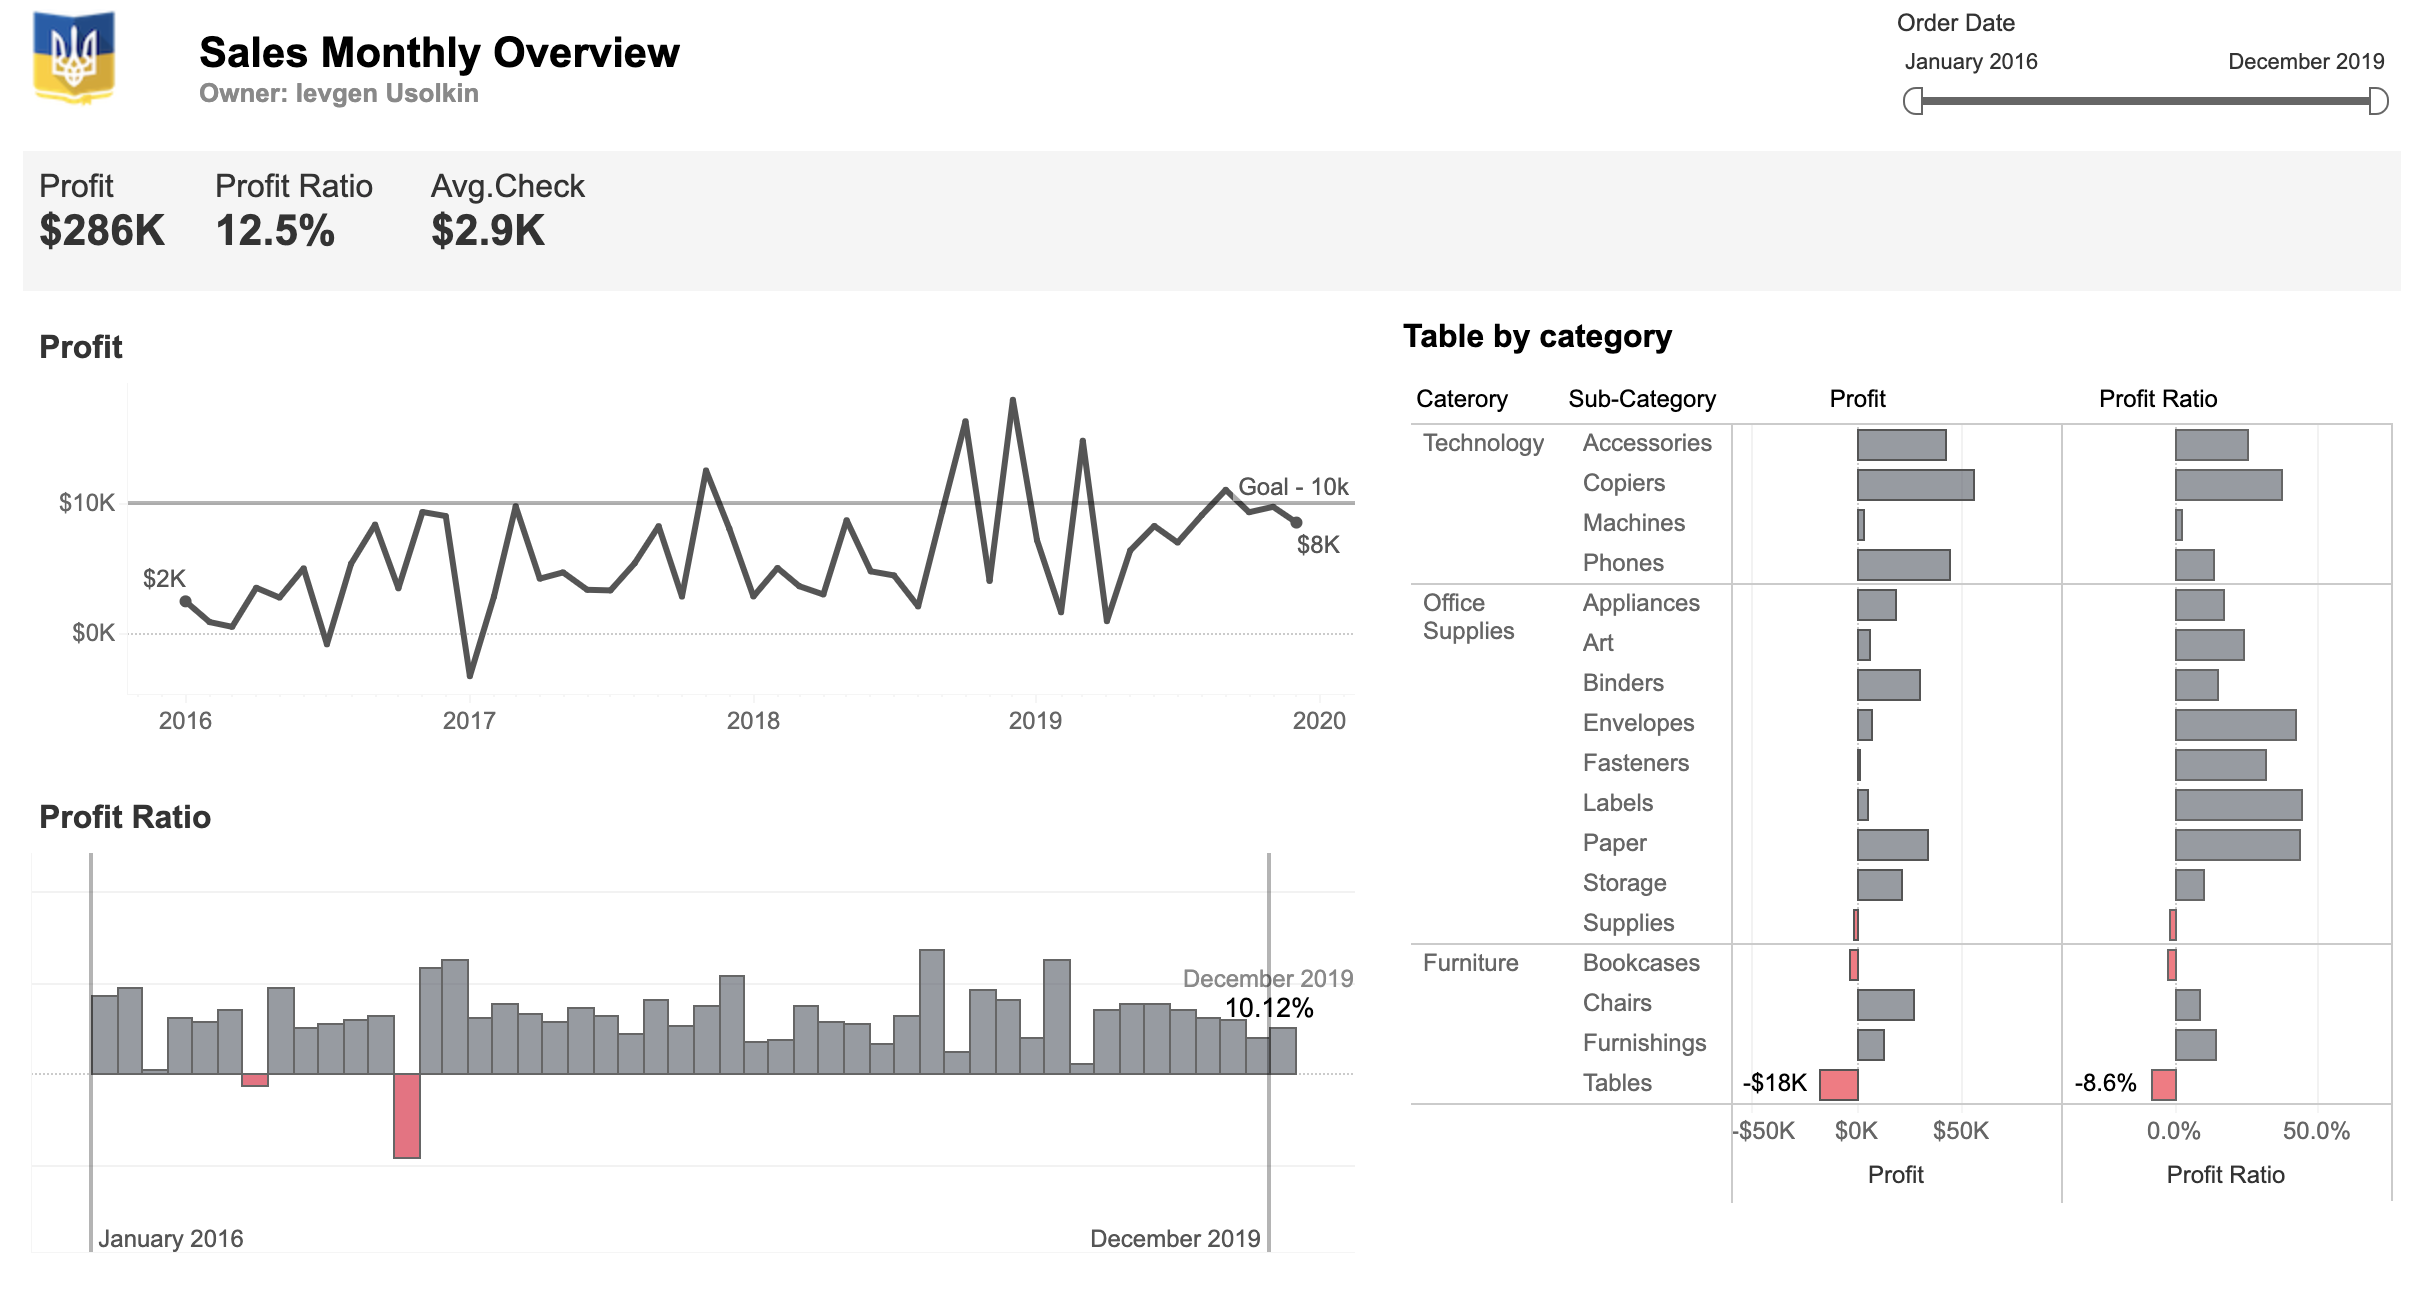 Sales Monthly Overview
Owner: Ievgen Usolkin
Order Date
January 2016 December 2019
Profit Profit Ratio Avg.Check
$286K 12.5% $2.9K
Profit
$10K
$0K
$2K
Goal - 10k
$8K
2016 2017 2018 2019 2020
Profit Ratio
December 2019
10.12%
January 2016 December 2019
Table by category
Caterory Sub-Category Profit Profit Ratio
Technology Accessories
Copiers
Machines
Phones
Office Appliances
Supplies
Art
Binders
Envelopes
Fasteners
Labels
Paper
Storage
Supplies
Furniture Bookcases
Chairs
Furnishings
Tables -$18K -8.6%
-$50K $0K $50K 0.0% 50.0%
Profit Profit Ratio